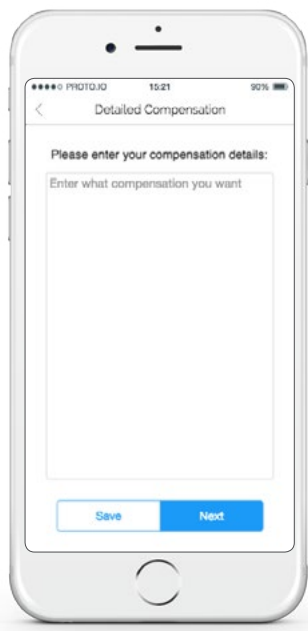 ●●●●○ PROTO.IO 15:21 90%
Detailed Compensation
Please enter your compensation details:
Enter what compensation you want
Save Next